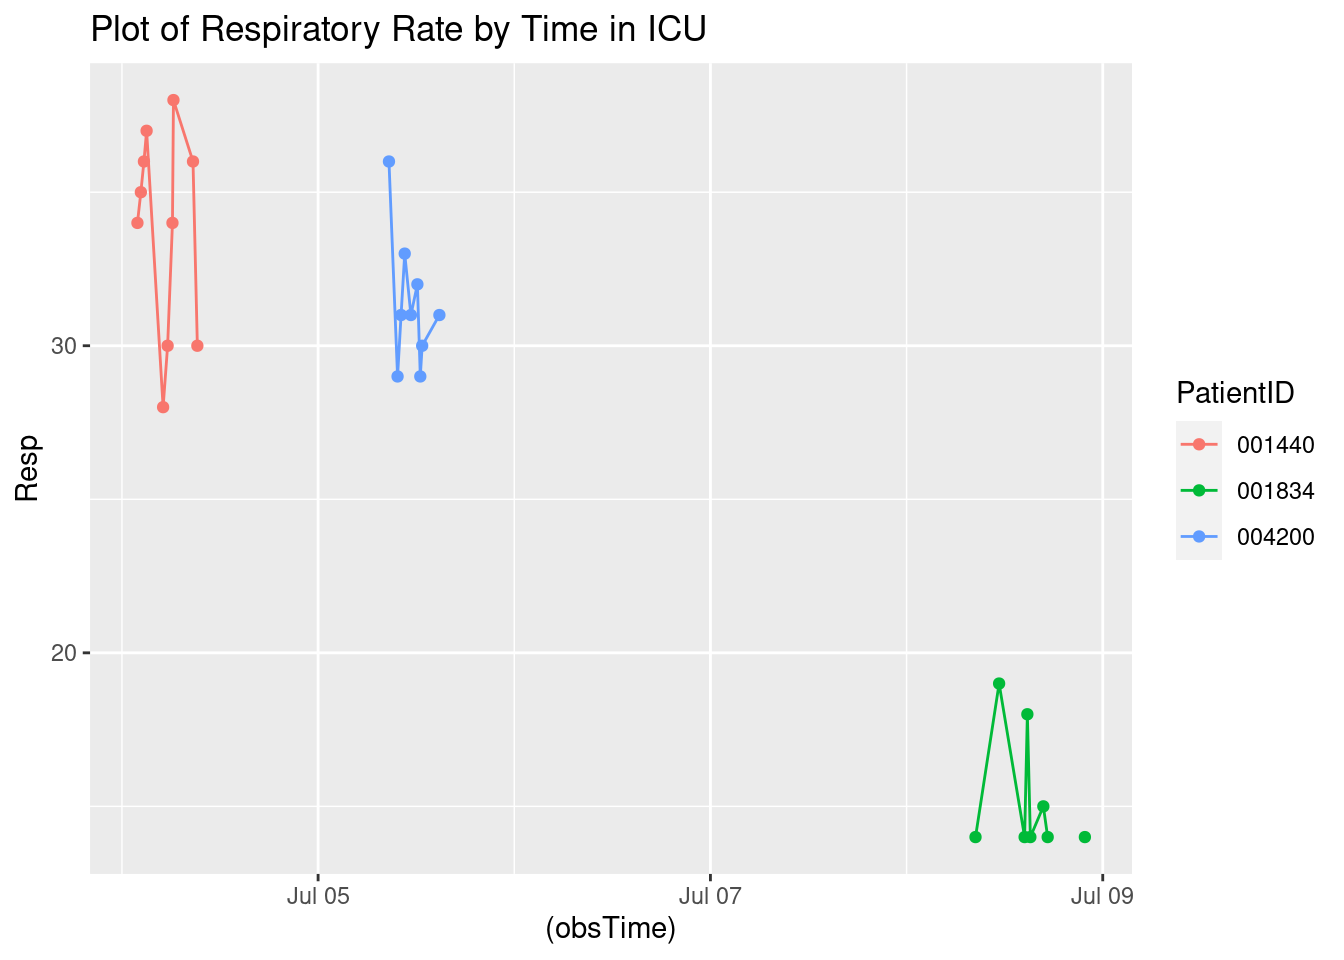 Plot of Respiratory Rate by Time in ICU
Resp
30
20
Jul 05
Jul 07
Jul 09
(obsTime)
PatientID
001440
001834
004200